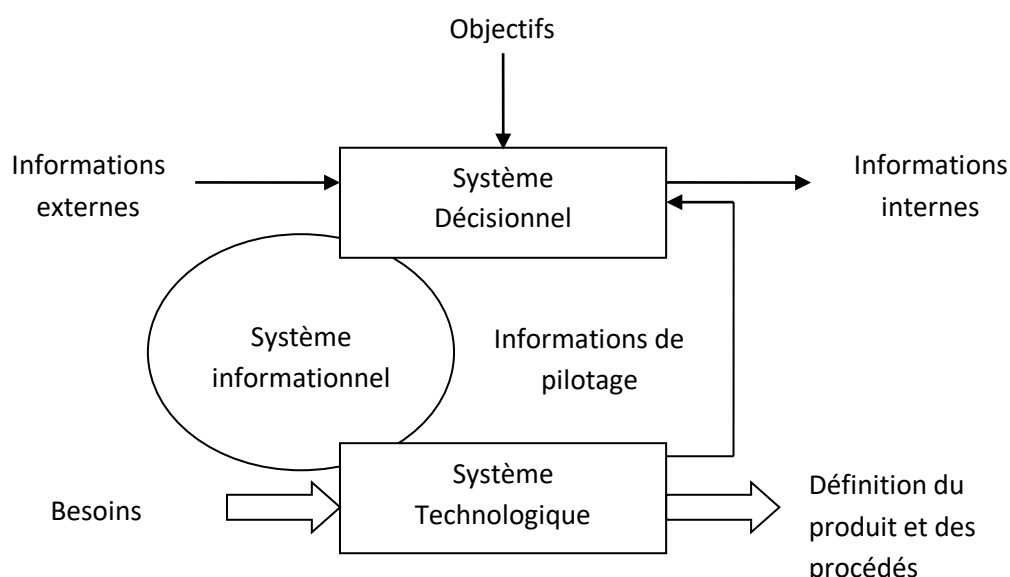 Objectifs
Informations
externes
Système
Décisionnel
Informations
internes
Système
informationnel
Informations de
pilotage
Besoins
Système
Technologique
Définition du
produit et des
procédés